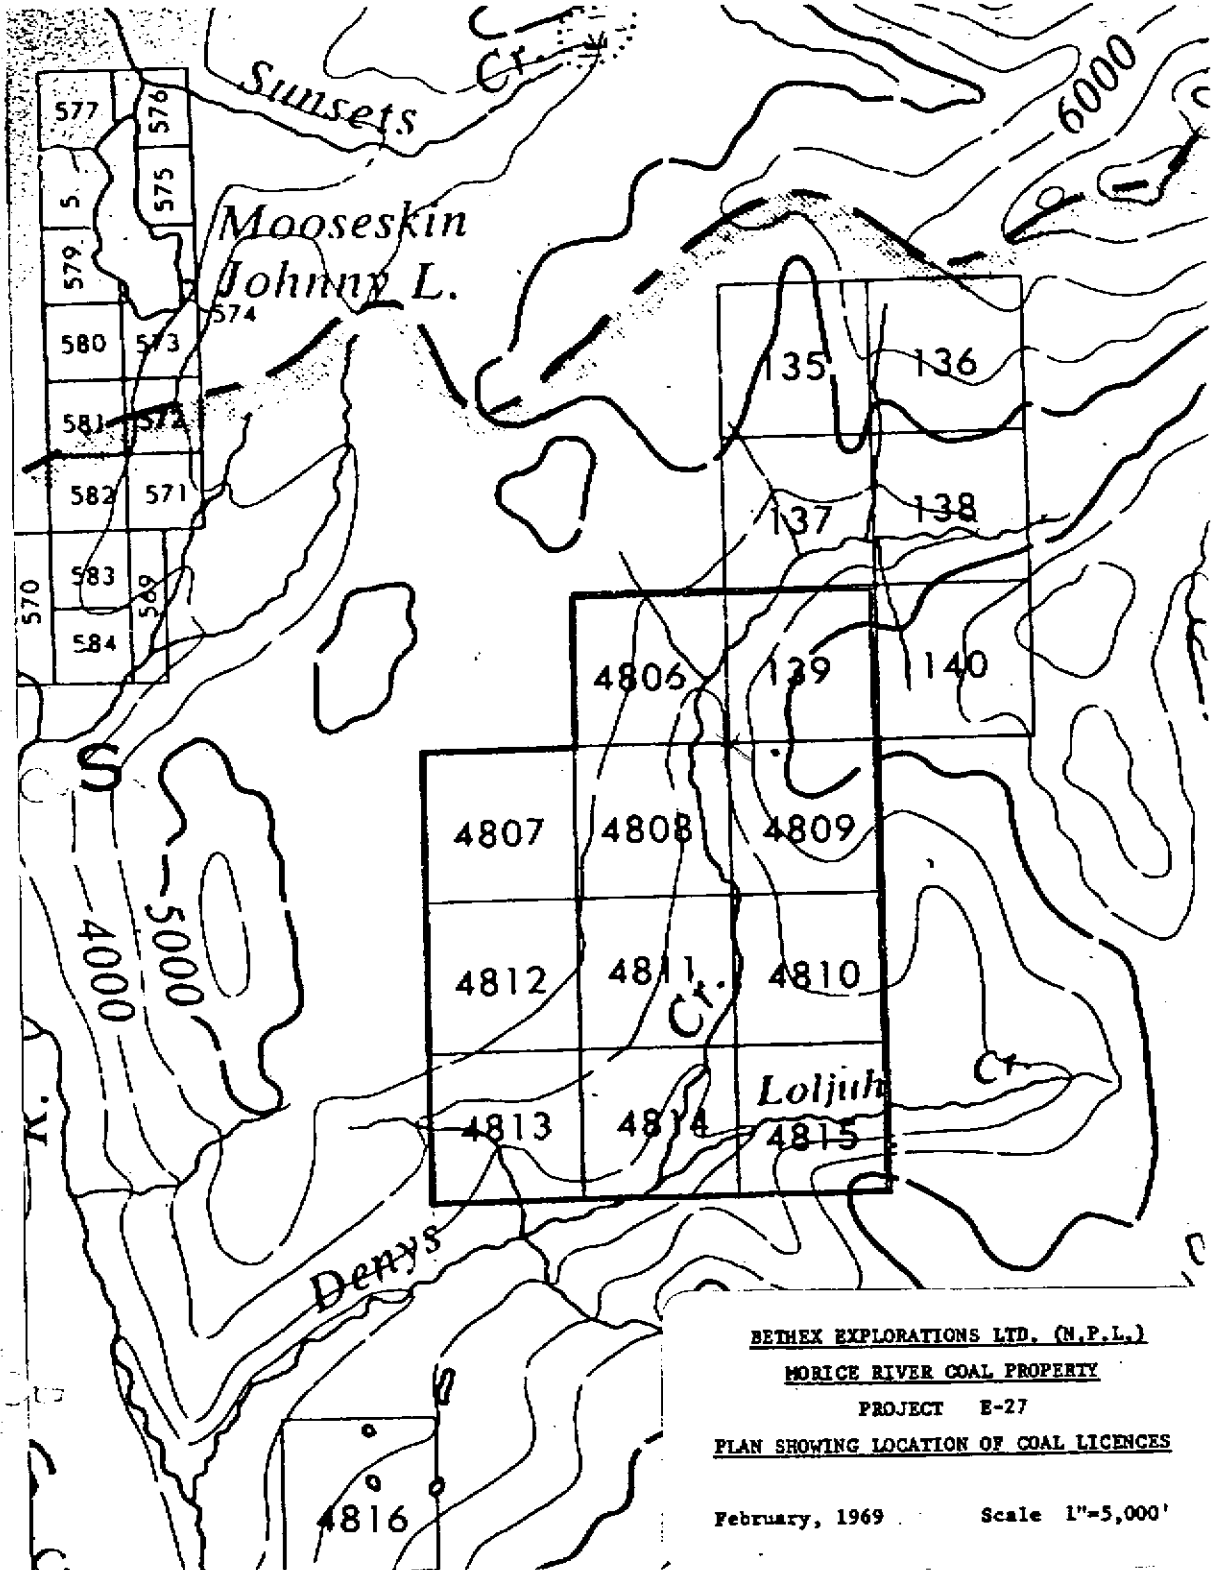 Sunsets Cr.
6000
577 576
5. 575
Mooseskin
579 Johnny L.
574
580 573
581 572
582 571
570 583 569
584
135 136
137 138
4806 139 140
S
4807 4808 4809
4000 5000
4812 4811 4810
Cr.
Cr.
R.
Loljuh
4813 4814 4815
Denys
4816
BETHEX EXPLORATIONS LTD. (N.P.L.)
MORICE RIVER COAL PROPERTY
PROJECT E-27
PLAN SHOWING LOCATION OF COAL LICENCES
February, 1969 Scale 1"=5,000'